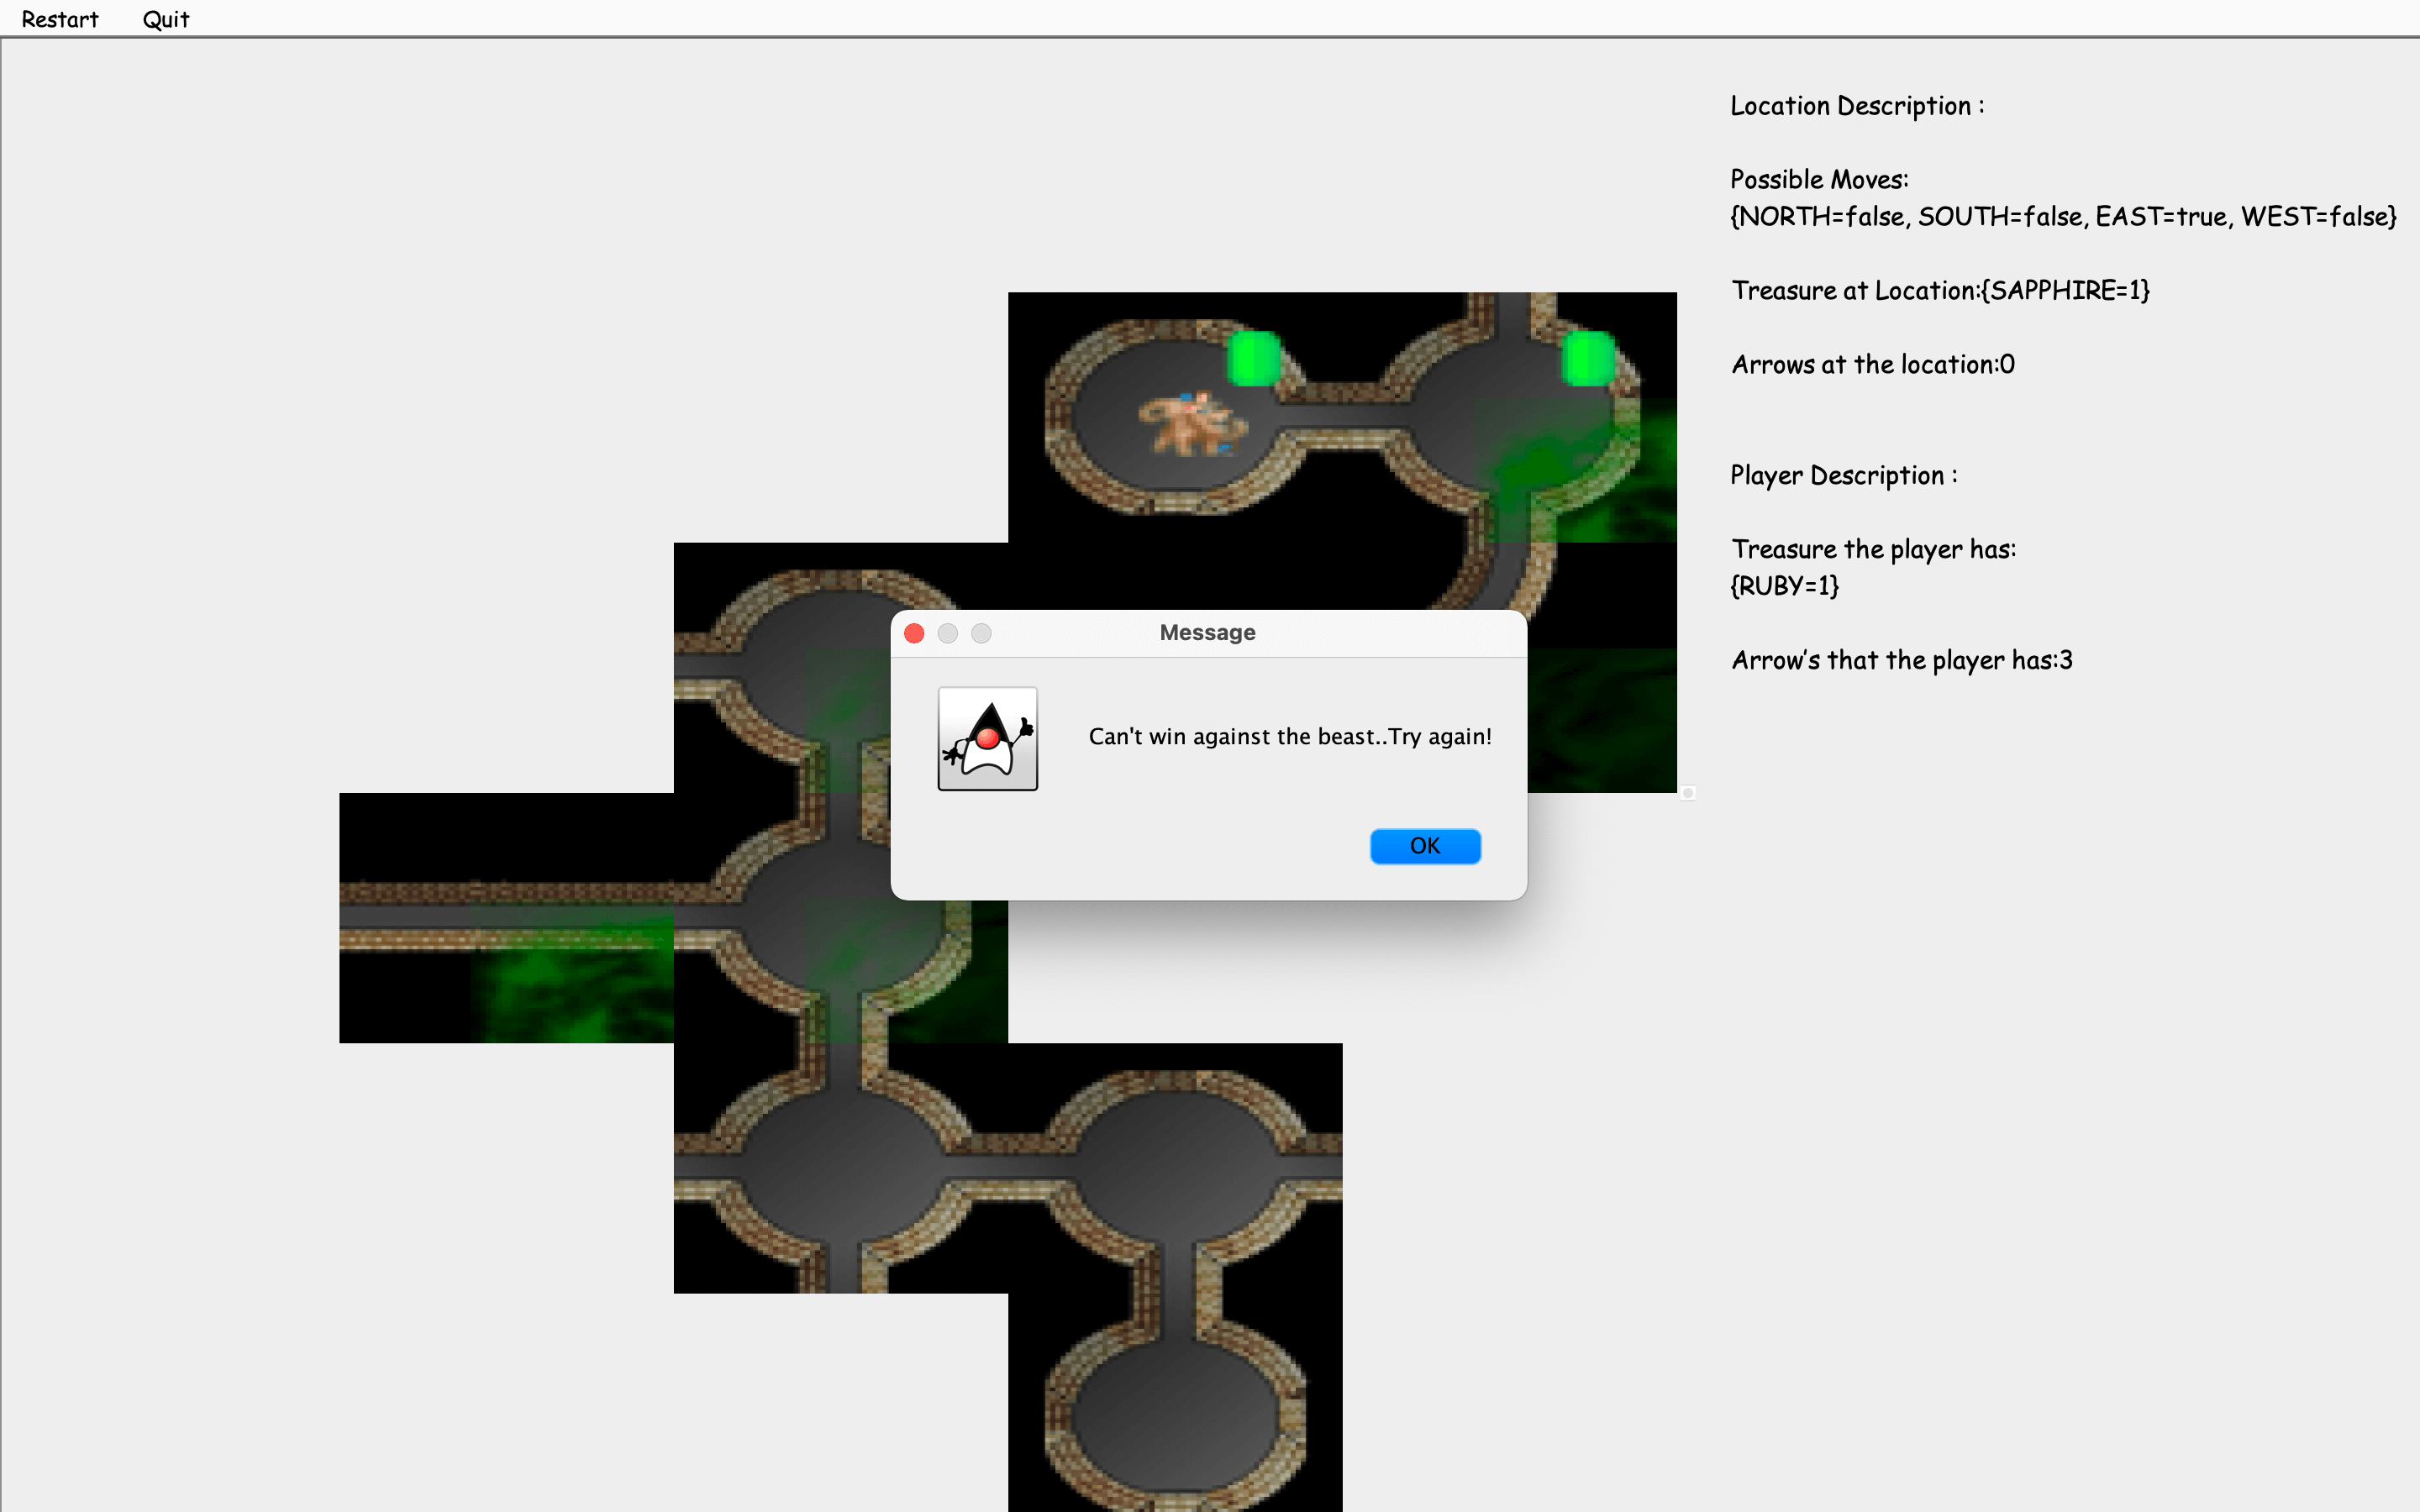 Restart Quit
Location Description :
Possible Moves:
{NORTH=false, SOUTH=false, EAST=true, WEST=false}
Treasure at Location:{SAPPHIRE=1}
Arrows at the location:0
Player Description :
Treasure the player has:
{RUBY=1}
Arrow's that the player has:3
Message
Can't win against the beast..Try again!
OK